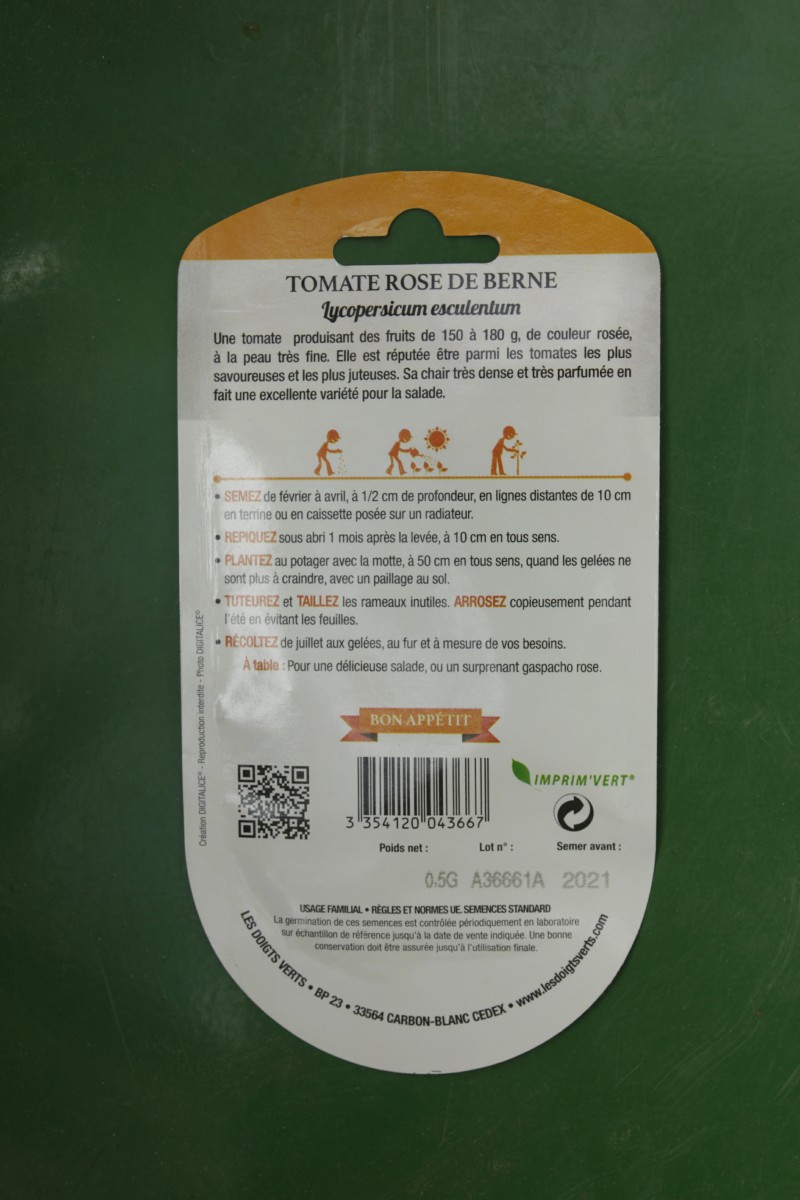 TOMATE ROSE DE BERNE
Lycopersicum esculentum
Une tomate produisant des fruits de 150 à 180 g, de couleur rosée,
à la peau très fine. Elle est réputée être parmi les tomates les plus
savoureuses et les plus juteuses. Sa chair très dense et très parfumée en
fait une excellente variété pour la salade.
• SEMEZ de février à avril, à 1/2 cm de profondeur, en lignes distantes de 10 cm
en terrine ou en caissette posée sur un radiateur.
• REPIQUEZ sous abri 1 mois après la levée, à 10 cm en tous sens.
• PLANTEZ au potager avec la motte, à 50 cm en tous sens, quand les gelées ne
sont plus à craindre, avec un paillage au sol.
• TUTEUREZ et TAILLEZ les rameaux inutiles. ARROSEZ copieusement pendant
l'été en évitant les feuilles.
• RÉCOLTEZ de juillet aux gelées, au fur et à mesure de vos besoins.
À table : Pour une délicieuse salade, ou un surprenant gaspacho rose.
Création DIGITALICE® - Reproduction interdite - Photo DIGITALICE®
BON APPÉTIT
IMPRIM'VERT®
3 354120 043667
Poids net : Lot n° : Semer avant :
0.5G A36661A 2021
USAGE FAMILIAL • RÈGLES ET NORMES UE. SEMENCES STANDARD
La germination de ces semences est contrôlée périodiquement en laboratoire
sur échantillon de référence jusqu'à la date de vente indiquée. Une bonne
conservation doit être assurée jusqu'à l'utilisation finale.
LES DOIGTS VERTS • BP 23 • 33564 CARBON-BLANC CEDEX • www.lesdoigtsverts.com